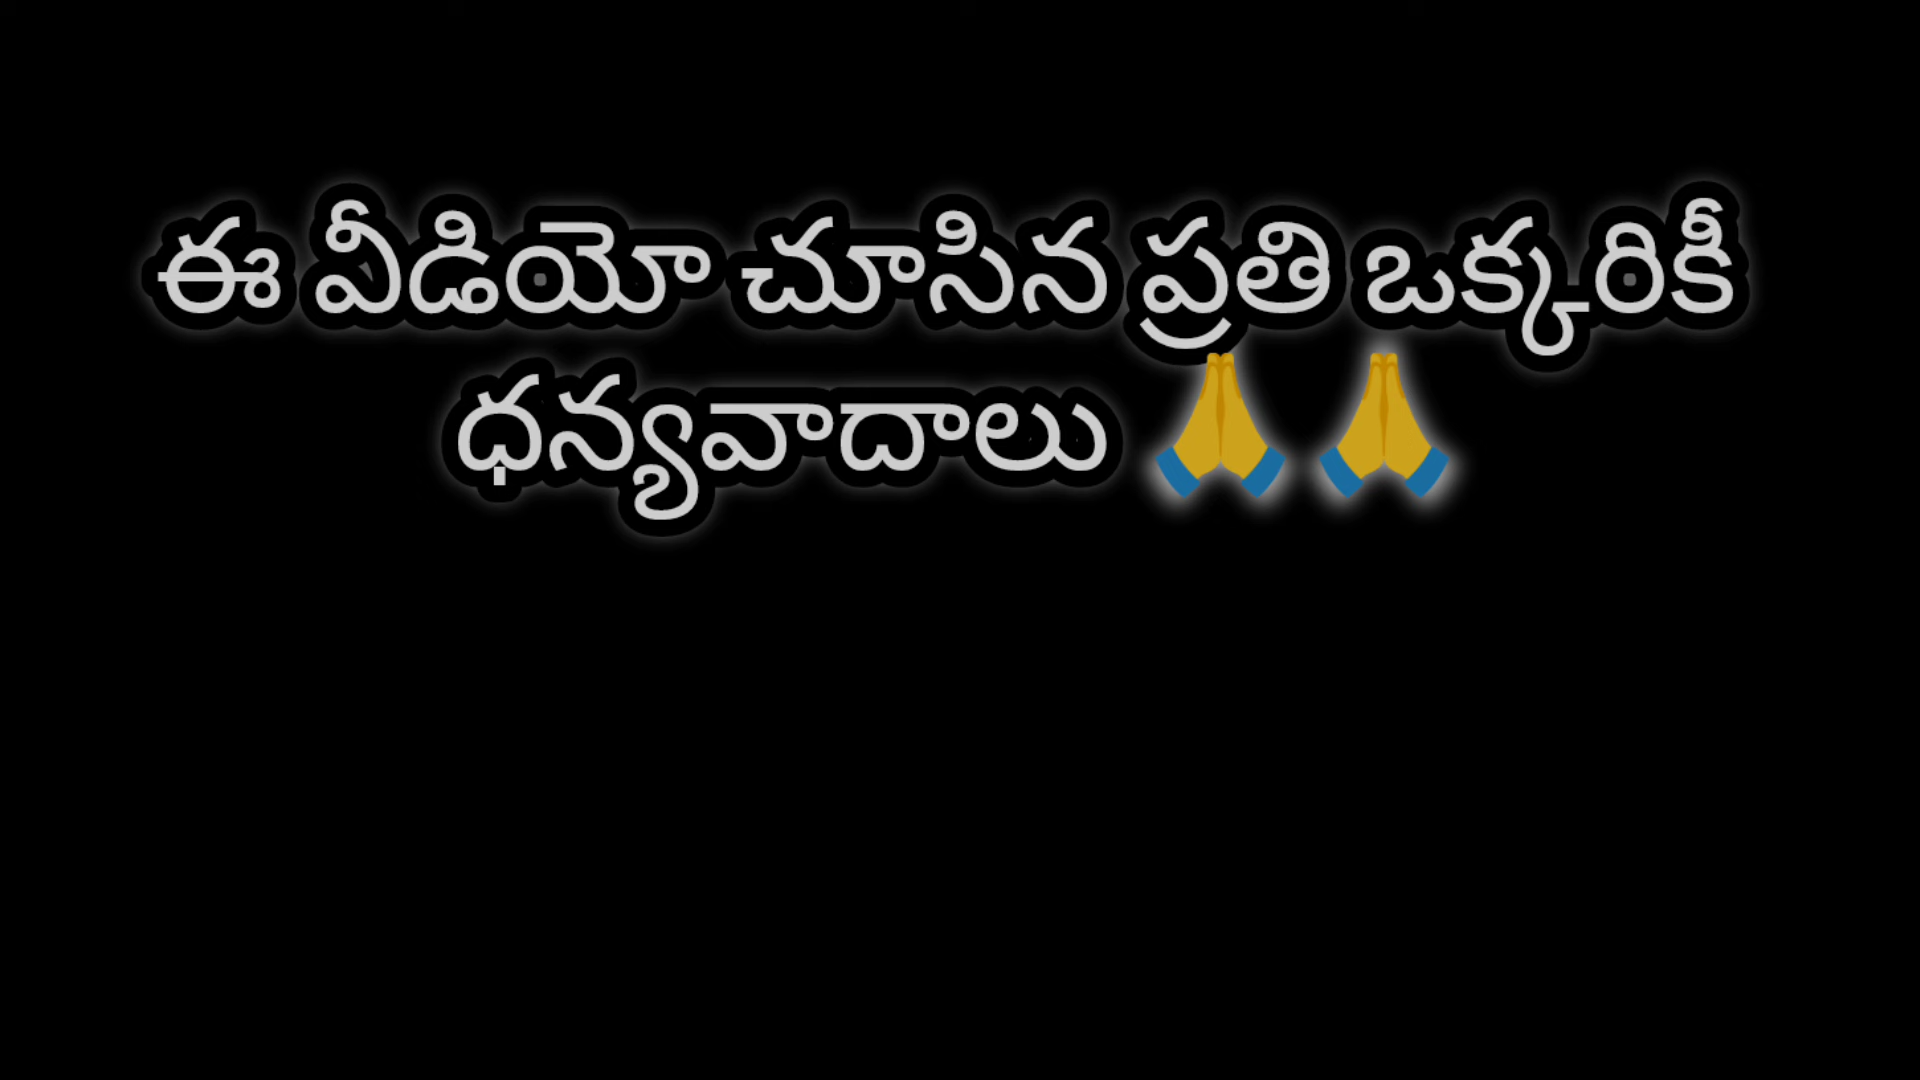 ఈ వీడియో చూసిన ప్రతి ఒక్కరికీ
ధన్యవాదాలు 🙏 🙏